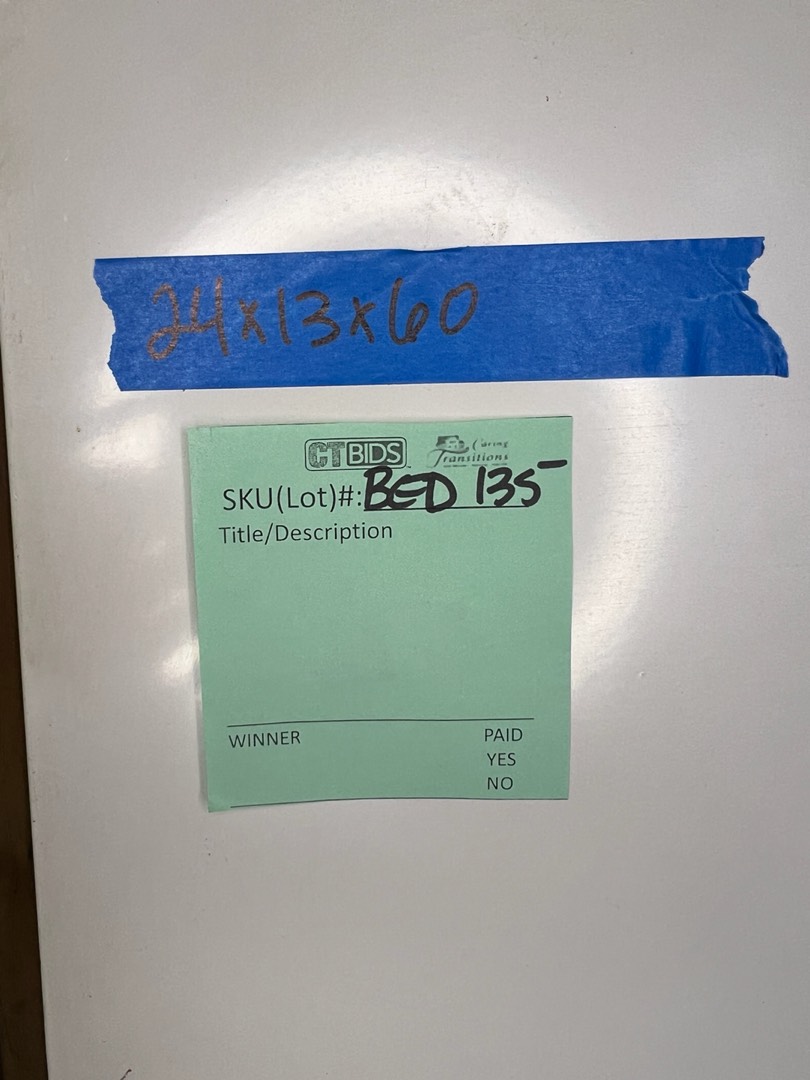 24x13x60
CTBIDS
Caring
Transitions
SKU(Lot)#: BED 135
Title/Description
WINNER
PAID
YES
NO